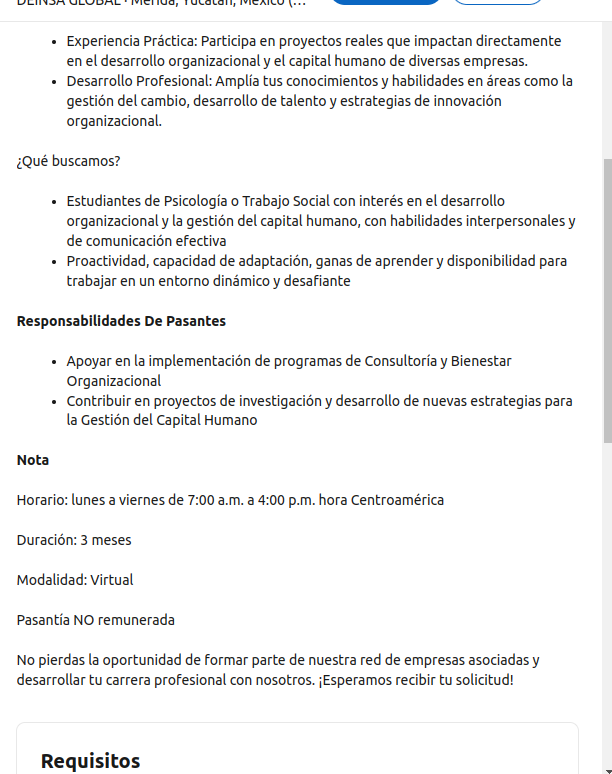 DEINSA GLOBAL · Mérida, Yucatán, México (...
• Experiencia Práctica: Participa en proyectos reales que impactan directamente
en el desarrollo organizacional y el capital humano de diversas empresas.
• Desarrollo Profesional: Amplía tus conocimientos y habilidades en áreas como la
gestión del cambio, desarrollo de talento y estrategias de innovación
organizacional.
¿Qué buscamos?
• Estudiantes de Psicología o Trabajo Social con interés en el desarrollo
organizacional y la gestión del capital humano, con habilidades interpersonales y
de comunicación efectiva
• Proactividad, capacidad de adaptación, ganas de aprender y disponibilidad para
trabajar en un entorno dinámico y desafiante
Responsabilidades De Pasantes
• Apoyar en la implementación de programas de Consultoría y Bienestar
Organizacional
• Contribuir en proyectos de investigación y desarrollo de nuevas estrategias para
la Gestión del Capital Humano
Nota
Horario: lunes a viernes de 7:00 a.m. a 4:00 p.m. hora Centroamérica
Duración: 3 meses
Modalidad: Virtual
Pasantía NO remunerada
No pierdas la oportunidad de formar parte de nuestra red de empresas asociadas y
desarrollar tu carrera profesional con nosotros. ¡Esperamos recibir tu solicitud!
Requisitos